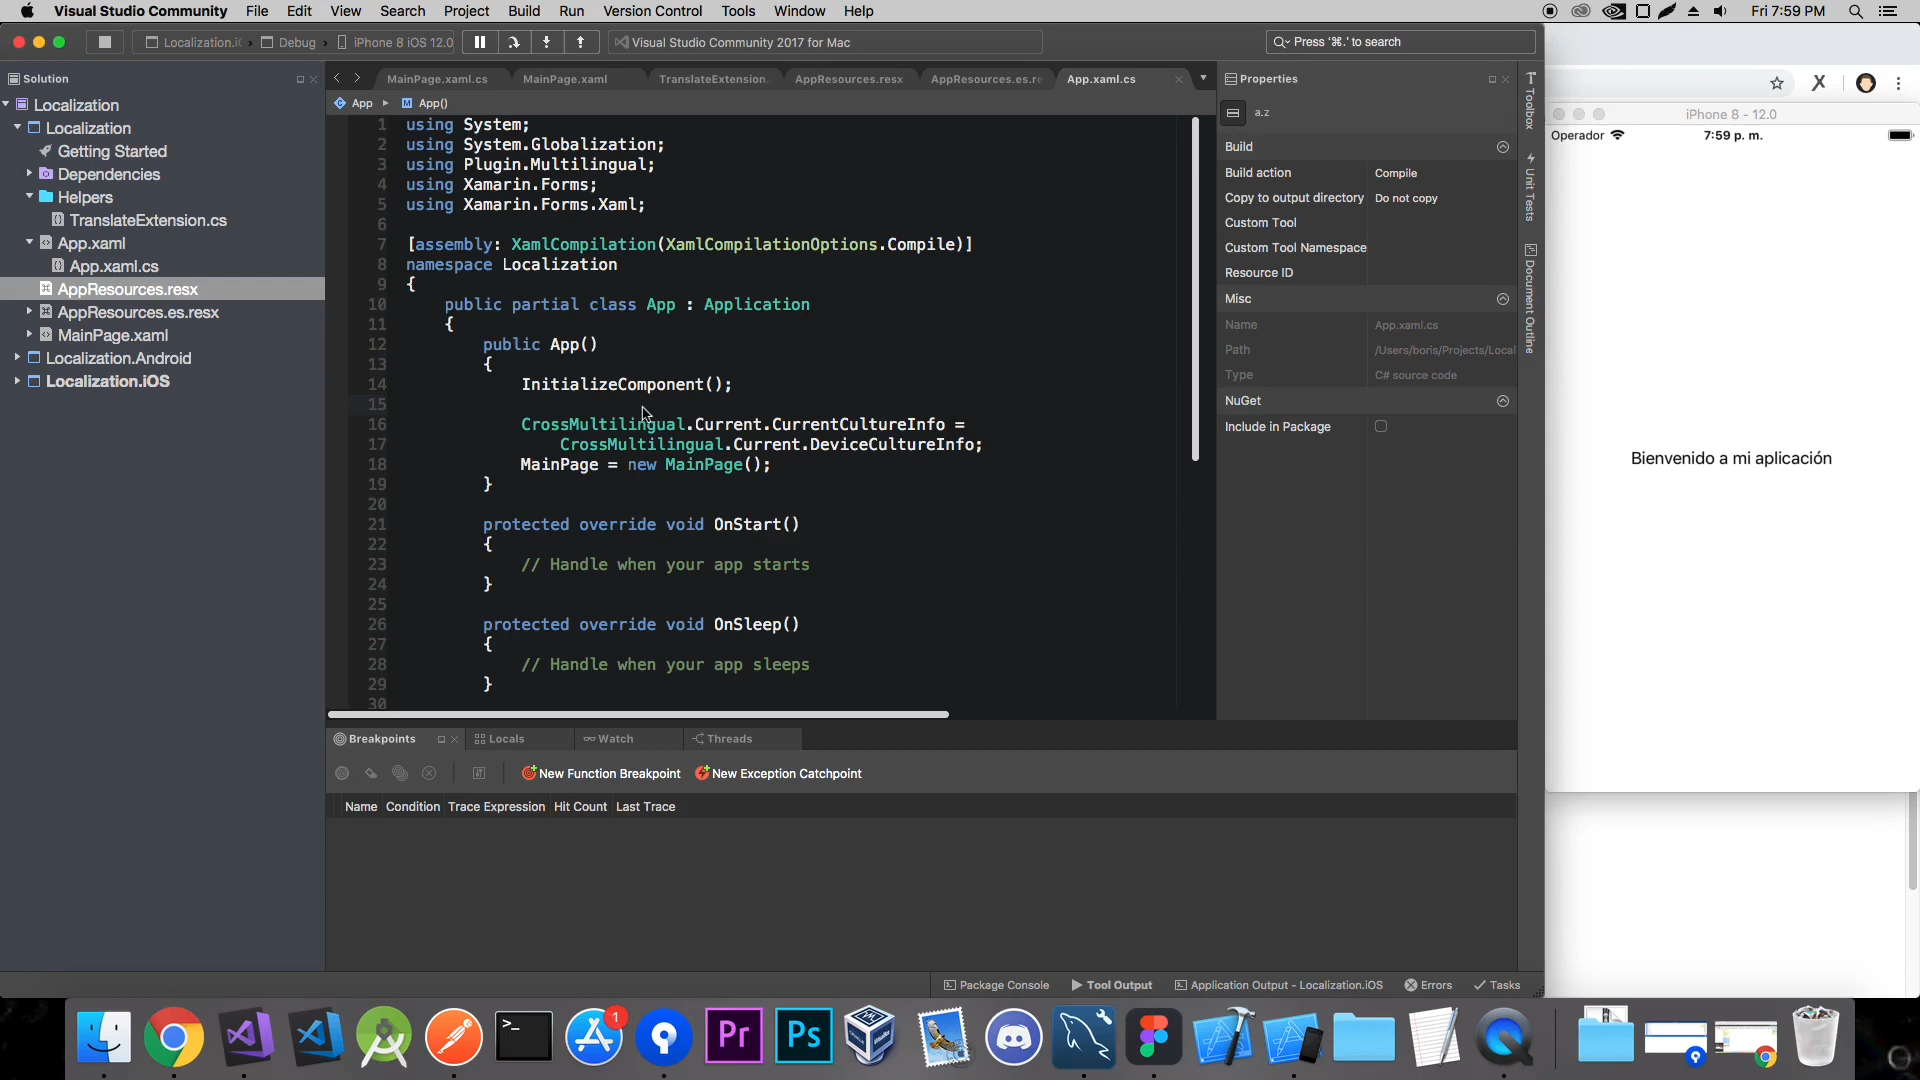 Visual Studio Community File Edit View Search Project Build Run Version Control Tools Window Help Fri 7:59 PM
Localization.i Debug iPhone 8 iOS 12.0 Visual Studio Community 2017 for Mac Press '⌘.' to search
Solution
Localization
Localization
Getting Started
Dependencies
Helpers
TranslateExtension.cs
App.xaml
App.xaml.cs
AppResources.resx
AppResources.es.resx
MainPage.xaml
Localization.Android
Localization.iOS
MainPage.xaml.cs MainPage.xaml TranslateExtension. AppResources.resx AppResources.es.re App.xaml.cs
App App()
1 using System;
2 using System.Globalization;
3 using Plugin.Multilingual;
4 using Xamarin.Forms;
5 using Xamarin.Forms.Xaml;
6
7 [assembly: XamlCompilation(XamlCompilationOptions.Compile)]
8 namespace Localization
9 {
10 public partial class App : Application
11 {
12 public App()
13 {
14 InitializeComponent();
15
16 CrossMultilingual.Current.CurrentCultureInfo =
17 CrossMultilingual.Current.DeviceCultureInfo;
18 MainPage = new MainPage();
19 }
20
21 protected override void OnStart()
22 {
23 // Handle when your app starts
24 }
25
26 protected override void OnSleep()
27 {
28 // Handle when your app sleeps
29 }
30
Properties
a.z
Build
Build action Compile
Copy to output directory Do not copy
Custom Tool
Custom Tool Namespace
Resource ID
Misc
Name App.xaml.cs
Path /Users/boris/Projects/Local
Type C# source code
NuGet
Include in Package
Toolbox
Unit Tests
Document Outline
iPhone 8 - 12.0
Operador 7:59 p. m.
Bienvenido a mi aplicación
Breakpoints Locals Watch Threads
New Function Breakpoint New Exception Catchpoint
Name Condition Trace Expression Hit Count Last Trace
Package Console Tool Output Application Output - Localization.iOS Errors Tasks
1
Pr
Ps